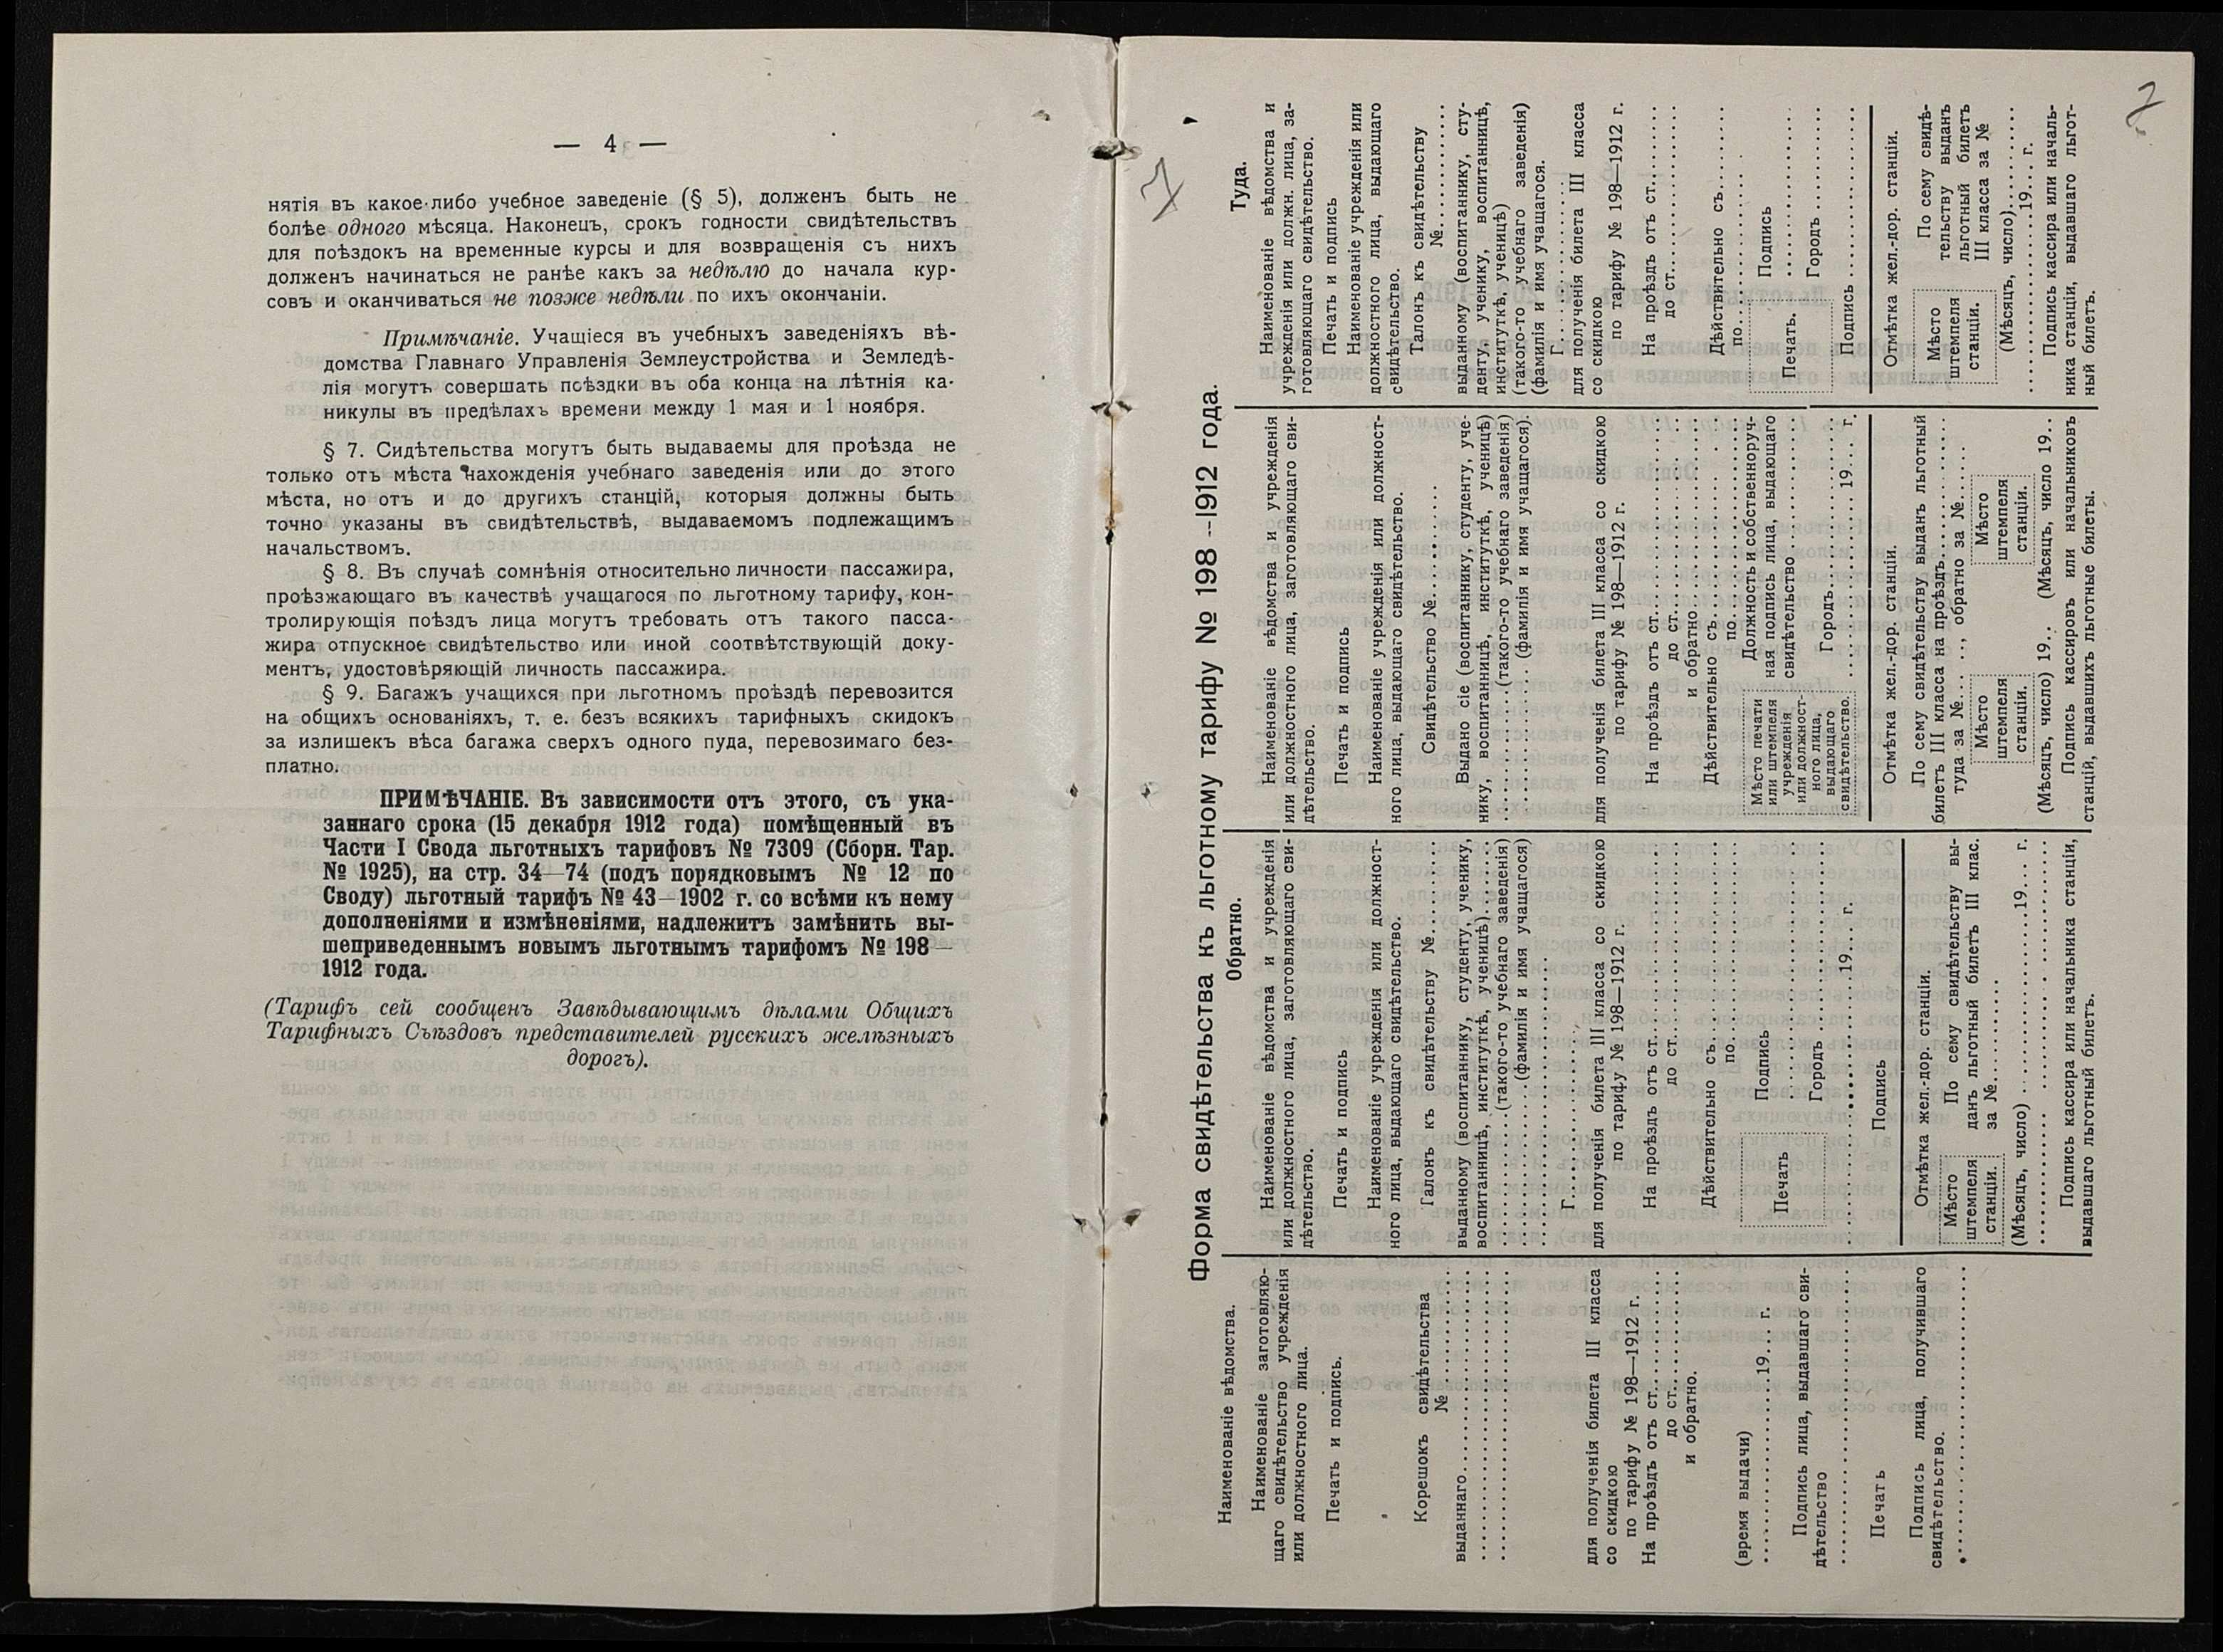 — 4 —
нятія въ какое-либо учебное заведеніе (§ 5), долженъ быть не
болѣе одного мѣсяца. Наконецъ, срокъ годности свидѣтельствъ
для поѣздокъ на временные курсы и для возвращенія съ нихъ
долженъ начинаться не ранѣе какъ за недѣлю до начала кур-
совъ и оканчиваться не позже недѣли по ихъ окончаніи.
Примѣчаніе. Учащіеся въ учебныхъ заведеніяхъ вѣ-
домства Главнаго Управленія Землеустройства и Земледѣ-
лія могутъ совершать поѣздки въ оба конца на лѣтнія ка-
никулы въ предѣлахъ времени между 1 мая и 1 ноября.
§ 7. Сидѣтельства могутъ быть выдаваемы для проѣзда не
только отъ мѣста нахожденія учебнаго заведенія или до этого
мѣста, но отъ и до другихъ станцій, которыя должны быть
точно указаны въ свидѣтельствѣ, выдаваемомъ подлежащимъ
начальствомъ.
§ 8. Въ случаѣ сомнѣнія относительно личности пассажира,
проѣзжающаго въ качествѣ учащагося по льготному тарифу, кон-
тролирующія поѣздъ лица могутъ требовать отъ такого пасса-
жира отпускное свидѣтельство или иной соотвѣтствующій доку-
ментъ, удостовѣряющій личность пассажира.
§ 9. Багажъ учащихся при льготномъ проѣздѣ перевозится
на общихъ основаніяхъ, т. е. безъ всякихъ тарифныхъ скидокъ
за излишекъ вѣса багажа сверхъ одного пуда, перевозимаго без-
платно.
ПРИМѢЧАНІЕ. Въ зависимости отъ этого, съ ука-
заннаго срока (15 декабря 1912 года) помѣщенный въ
Части I Свода льготныхъ тарифовъ № 7309 (Сборн. Тар.
№ 1925), на стр. 34—74 (подъ порядковымъ № 12 по
Своду) льготный тарифъ № 43—1902 г. со всѣми къ нему
дополненіями и измѣненіями, надлежитъ замѣнить вы-
шеприведеннымъ новымъ льготнымъ тарифомъ № 198—
1912 года.
(Тарифъ сей сообщенъ Завѣдывающимъ дѣлами Общихъ
Тарифныхъ Съѣздовъ представителей русскихъ желѣзныхъ
дорогъ).
7
7
Форма свидѣтельства къ льготному тарифу № 198--1912 года.
Наименованіе вѣдомства.
Наименованіе заготовляю-
щаго свидѣтельство учрежденія
или должностного лица.
Печать и подпись.
Корешокъ свидѣтельства
№ ..........
выданнаго..........
..........
..........
для полученія билета III класса
со скидкою
по тарифу № 198—1912 г.
На проѣздъ отъ ст..........
до ст..........
и обратно.
(время выдачи)
..........19... г.
Подпись лица, выдавшаго сви-
дѣтельство
..........
Печать
Подпись лица, получившаго
свидѣтельство.
..........
Обратно.
Наименованіе вѣдомства и учрежденія
или должностного лица, заготовляющаго сви-
дѣтельство.
Печать и подпись
Наименованіе учрежденія или должност-
ного лица, выдающаго свидѣтельство.
Талонъ къ свидѣтельству №..........
выданному (воспитаннику, студенту, ученику,
воспитанницѣ, институткѣ, ученицѣ)..........
..........(такого-то учебнаго заведенія)
..........(фамилія и имя учащагося)
..........
Г..........
для полученія билета III класса со скидкою
по тарифу № 198—1912 г.
На проѣздъ отъ ст..........
до ст..........
Дѣйствительно съ..........
по..........
Подпись
..........
Печать
Городъ ..........
..........19... г.
Подпись
Отмѣтка жел.-дор. станціи.
Мѣсто
штемпеля
станціи.
По сему свидѣтельству вы-
данъ льготный билетъ III клас.
за №..........
(Мѣсяцъ, число) ..........19... г.
..........
Подпись кассира или начальника станціи,
выдавшаго льготный билетъ.
Наименованіе вѣдомства и учрежденія
или должностного лица, заготовляющаго сви-
дѣтельство.
Печать и подпись
Наименованіе учрежденія или должност-
ного лица, выдающаго свидѣтельство.
Свидѣтельство №..........
Выдано сіе (воспитаннику, студенту, уче-
нику, воспитанницѣ, институткѣ, ученицѣ)
..........(такого-то учебнаго заведенія)
.......... (фамилія и имя учащагося).
для полученія билета III класса со скидкою
по тарифу № 198—1912 г.
На проѣздъ отъ ст..........
до ст..........
и обратно
Дѣйствительно съ..........
по..........
Мѣсто печати
или штемпеля
учрежденія
или должност-
ного лица,
выдающаго
свидѣтельство.
Должность и собственноруч-
ная подпись лица, выдающаго
свидѣтельство..........
Городъ..........
.......... 19... г.
Отмѣтка жел.-дор. станціи.
По сему свидѣтельству выданъ льготный
билетъ III класса на проѣздъ..........
туда за №......, обратно за №......
Мѣсто
штемпеля
станціи.
Мѣсто
штемпеля
станціи.
(Мѣсяцъ, число) 19... (Мѣсяцъ, число 19...
Подпись кассировъ или начальниковъ
станцій, выдавшихъ льготные билеты.
Туда.
Наименованіе вѣдомства и
учрежденія или должн. лица, за-
готовляющаго свидѣтельство.
Печать и подпись
Наименованіе учрежденія или
должностного лица, выдающаго
свидѣтельство.
Талонъ къ свидѣтельству
№..........
выданному (воспитаннику, сту-
денту, ученику, воспитанницѣ,
институткѣ, ученицѣ)
(такого-то учебнаго заведенія)
(фамилія и имя учащагося.
Г..........
для полученія билета III класса
со скидкою
по тарифу № 198—1912 г.
На проѣздъ отъ ст..........
до ст..........
Дѣйствительно съ..........
по..........
Подпись
..........
Печать.
Городъ ..........
Подпись ..........
Отмѣтка жел.-дор. станціи.
Мѣсто
штемпеля
станціи.
По сему свидѣ-
тельству выданъ
льготный билетъ
III класса за №
(Мѣсяцъ, число)..........
..........19... г.
Подпись кассира или началь-
ника станціи, выдавшаго льгот-
ный билетъ.